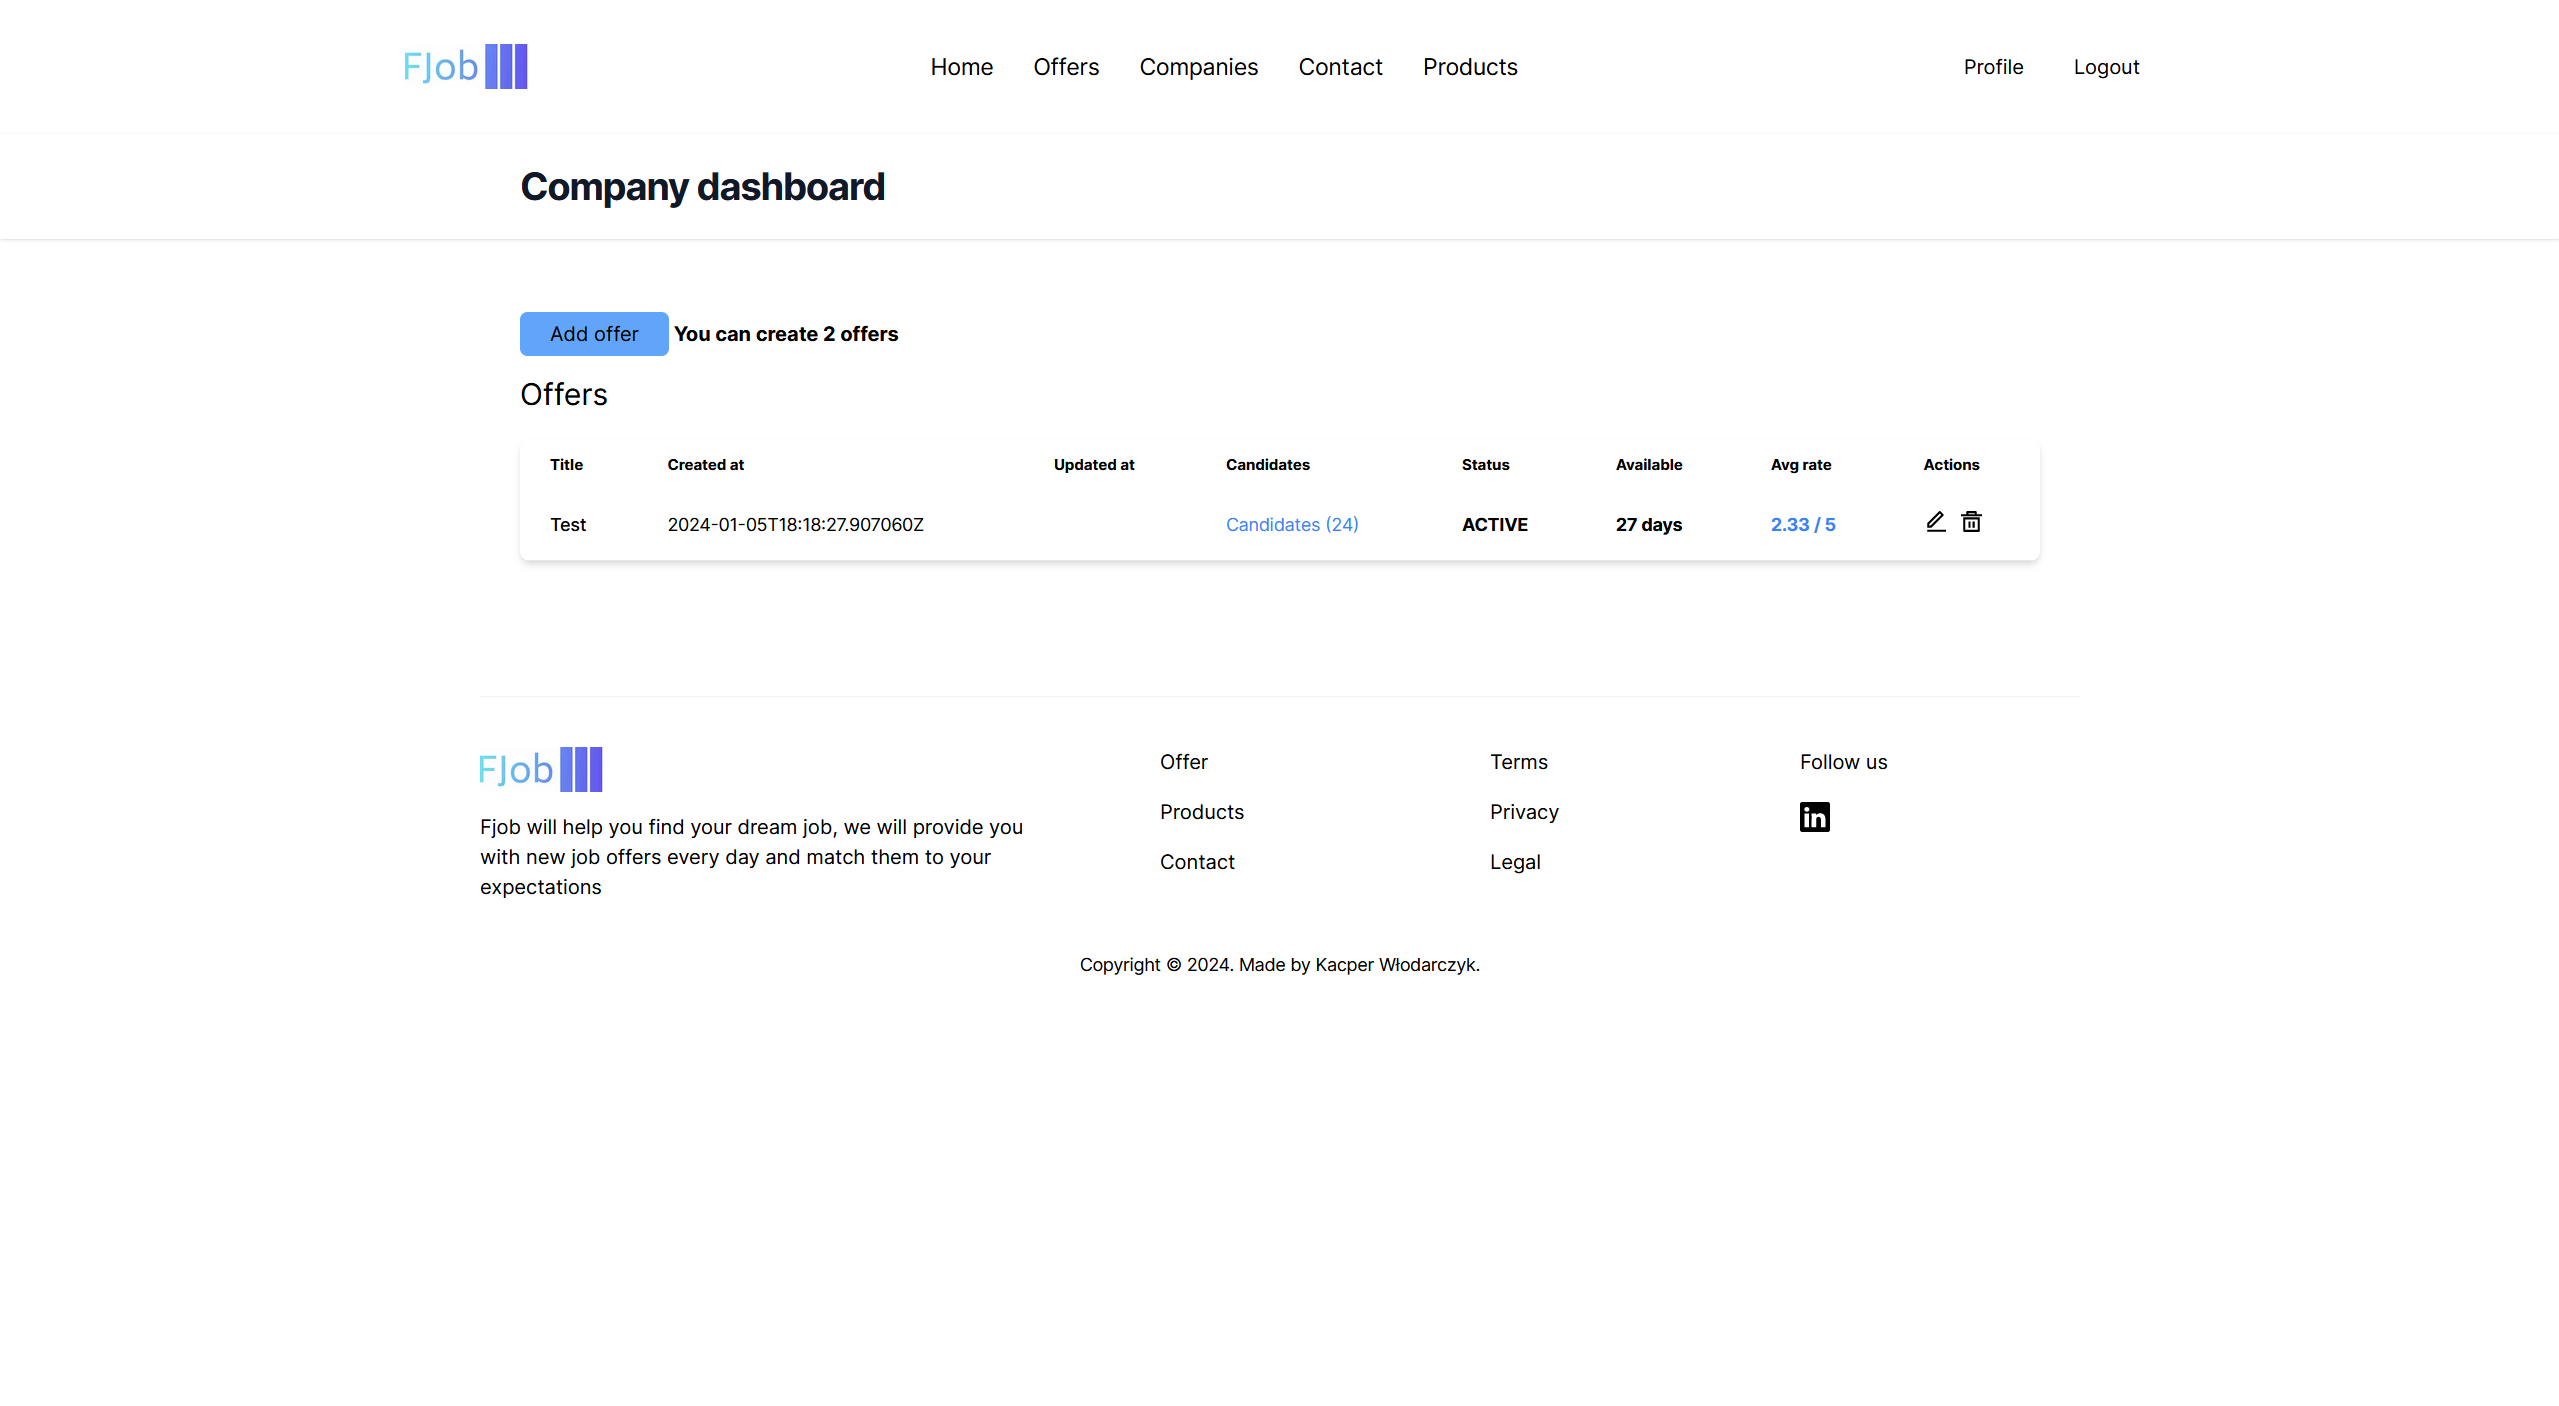 FJob
Home Offers Companies Contact Products
Profile Logout
Company dashboard
Add offer You can create 2 offers
Offers
Title Created at Updated at Candidates Status Available Avg rate Actions
Test 2024-01-05T18:18:27.907060Z Candidates (24) ACTIVE 27 days 2.33 / 5
FJob
Fjob will help you find your dream job, we will provide you
with new job offers every day and match them to your
expectations
Offer
Products
Contact
Terms
Privacy
Legal
Follow us
in
Copyright © 2024. Made by Kacper Włodarczyk.